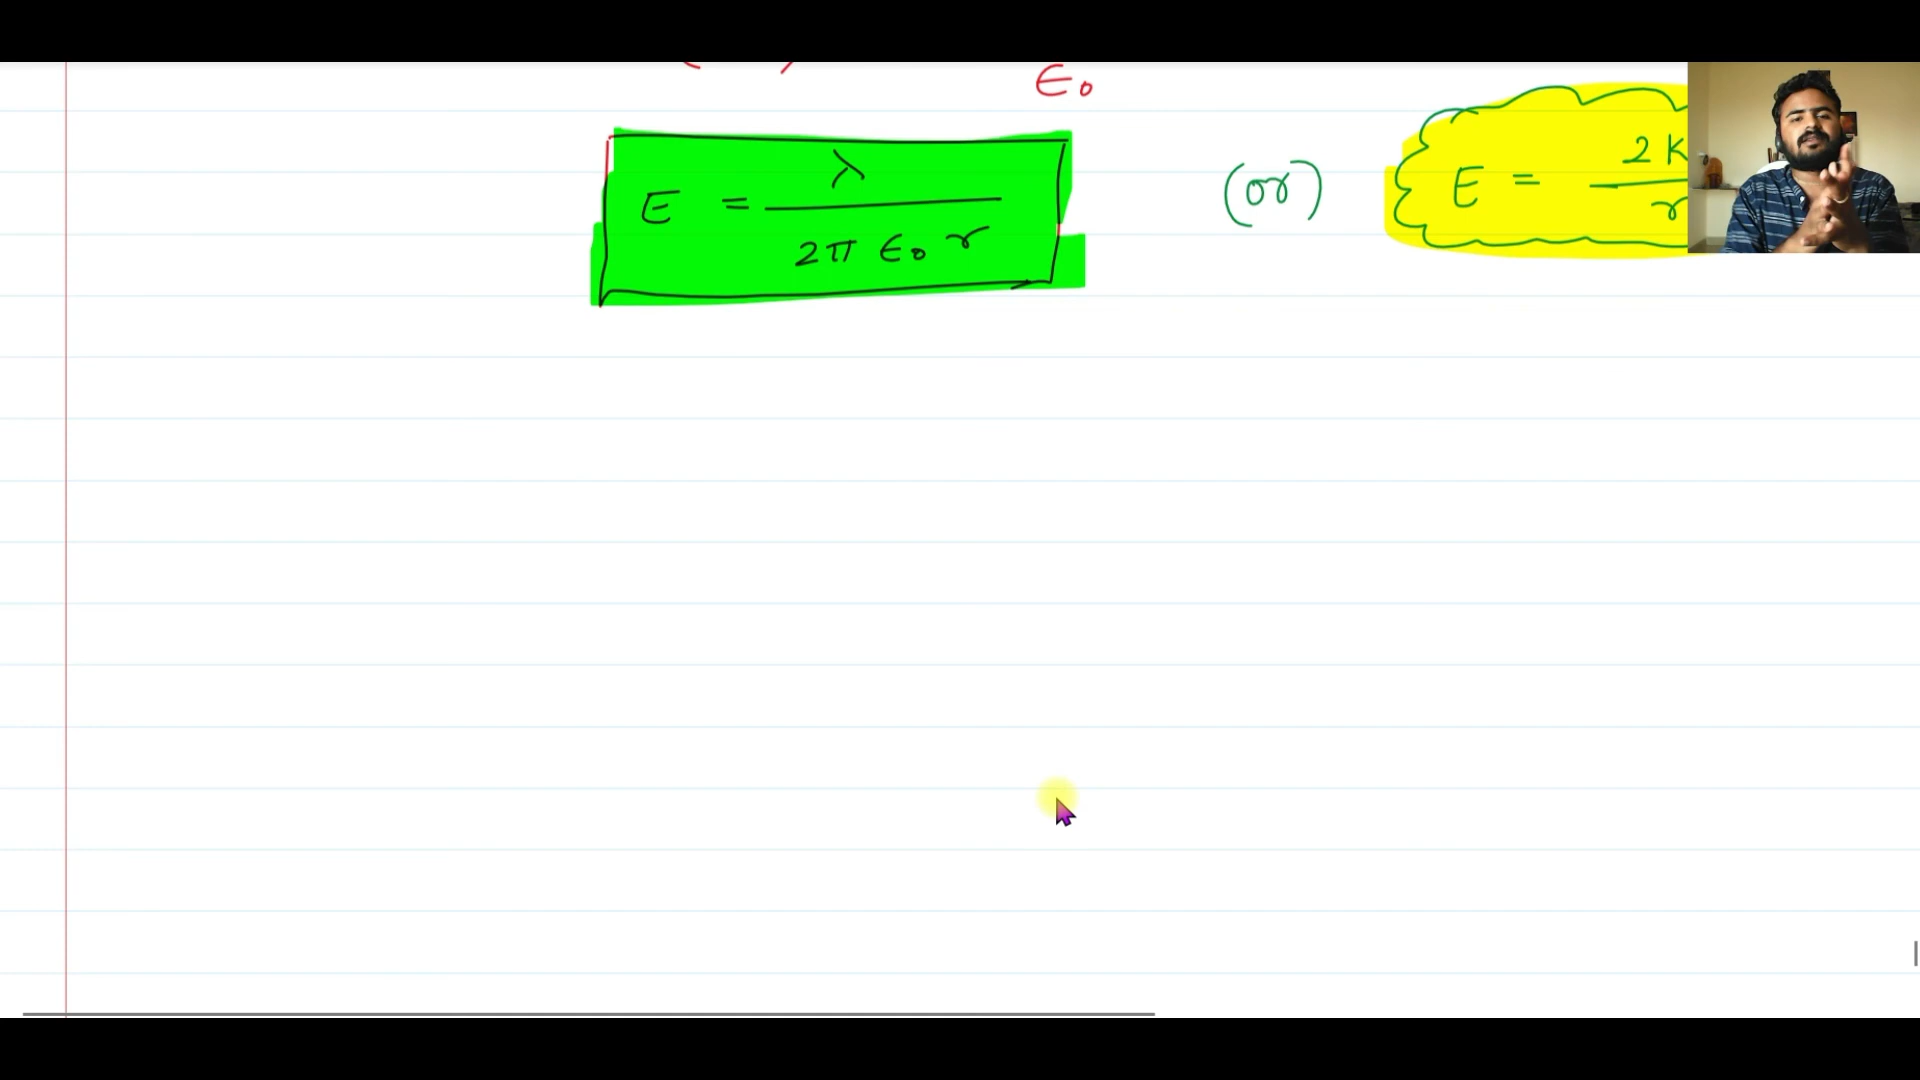 ϵ₀
E = λ / 2π ϵ₀ r (or) E = 2K / r